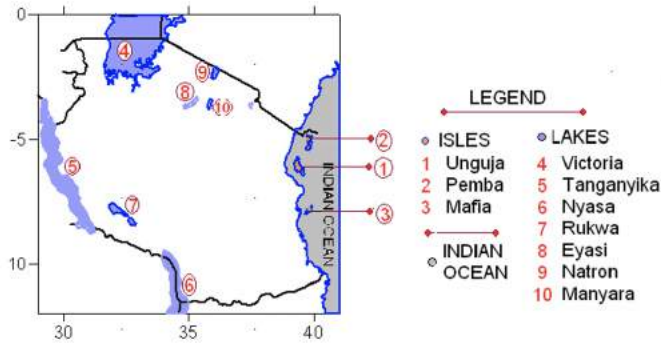 0
-5
10
30
35
40
4
9
8
10
5
7
6
2
1
3
INDIAN OCEAN
LEGEND
ISLES
1 Unguja
2 Pemba
3 Mafia
INDIAN
OCEAN
LAKES
4 Victoria
5 Tanganyika
6 Nyasa
7 Rukwa
8 Eyasi
9 Natron
10 Manyara